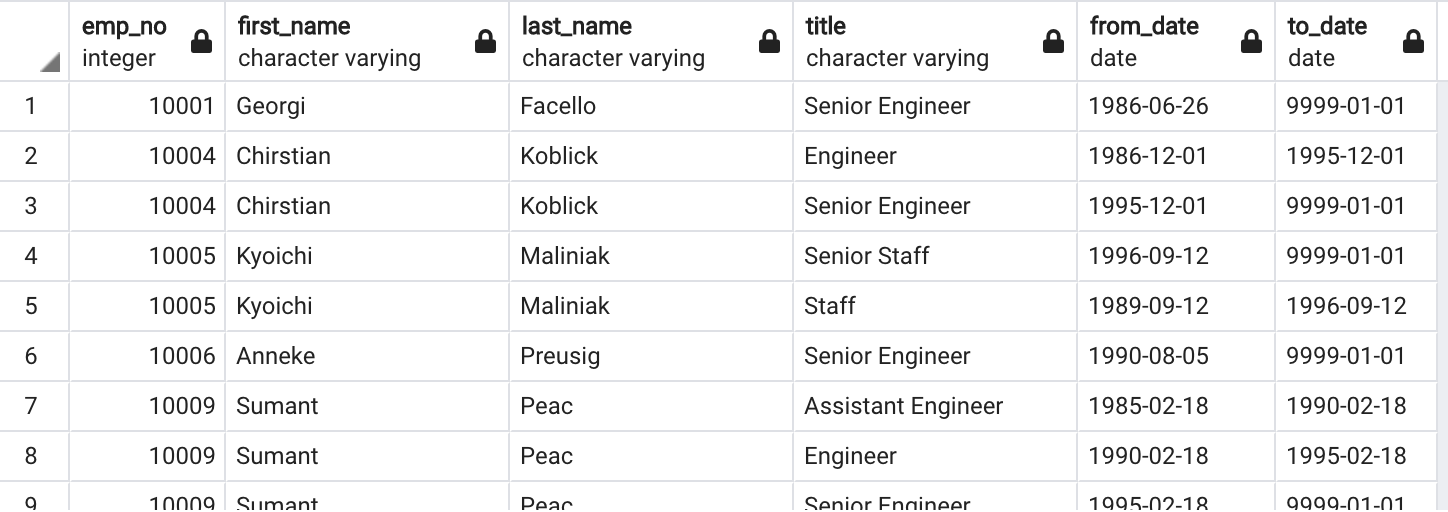 emp_no first_name last_name title from_date to_date
integer character varying character varying character varying date date
1 10001 Georgi Facello Senior Engineer 1986-06-26 9999-01-01
2 10004 Chirstian Koblick Engineer 1986-12-01 1995-12-01
3 10004 Chirstian Koblick Senior Engineer 1995-12-01 9999-01-01
4 10005 Kyoichi Maliniak Senior Staff 1996-09-12 9999-01-01
5 10005 Kyoichi Maliniak Staff 1989-09-12 1996-09-12
6 10006 Anneke Preusig Senior Engineer 1990-08-05 9999-01-01
7 10009 Sumant Peac Assistant Engineer 1985-02-18 1990-02-18
8 10009 Sumant Peac Engineer 1990-02-18 1995-02-18
9 10009 Sumant Peac Senior Engineer 1995-02-18 9999-01-01